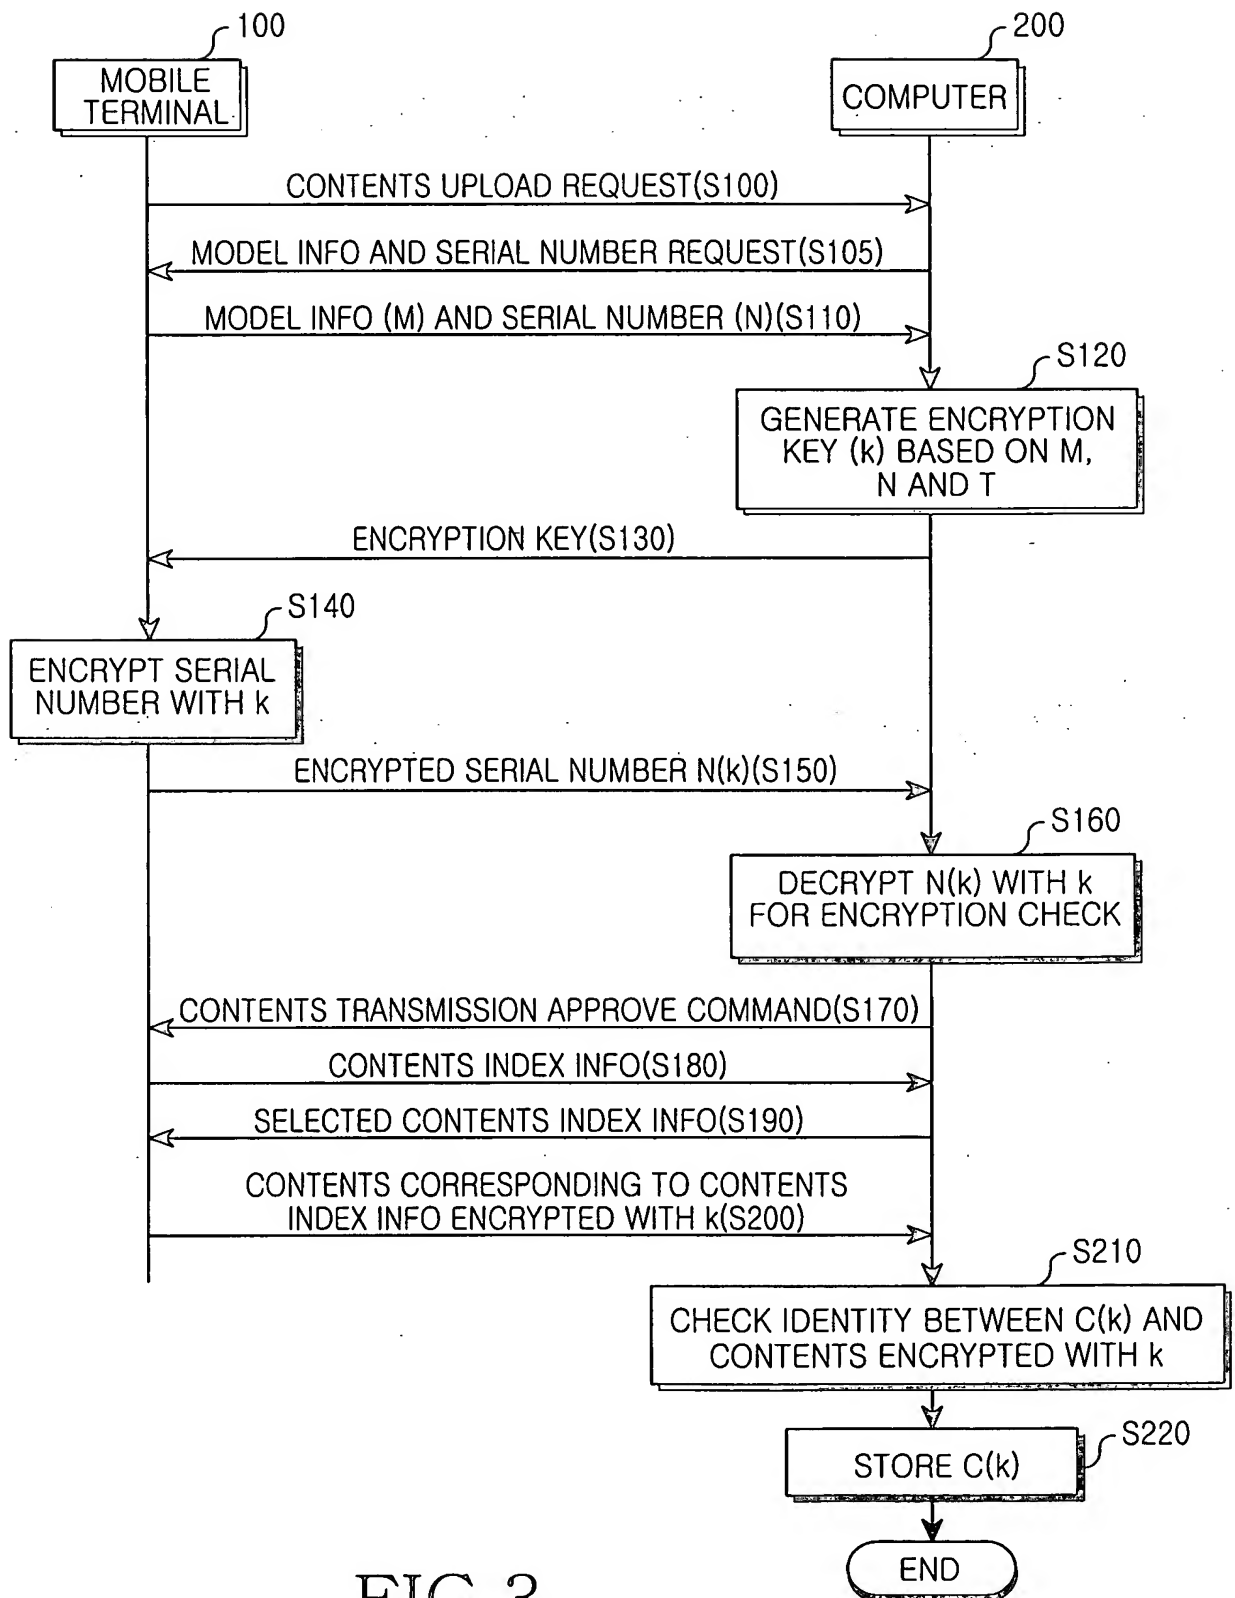 100
200
MOBILE
TERMINAL
COMPUTER
CONTENTS UPLOAD REQUEST(S100)
MODEL INFO AND SERIAL NUMBER REQUEST(S105)
MODEL INFO (M) AND SERIAL NUMBER (N)(S110)
S120
GENERATE ENCRYPTION
KEY (k) BASED ON M,
N AND T
ENCRYPTION KEY(S130)
S140
ENCRYPT SERIAL
NUMBER WITH k
ENCRYPTED SERIAL NUMBER N(k)(S150)
S160
DECRYPT N(k) WITH k
FOR ENCRYPTION CHECK
CONTENTS TRANSMISSION APPROVE COMMAND(S170)
CONTENTS INDEX INFO(S180)
SELECTED CONTENTS INDEX INFO(S190)
CONTENTS CORRESPONDING TO CONTENTS
INDEX INFO ENCRYPTED WITH k(S200)
S210
CHECK IDENTITY BETWEEN C(k) AND
CONTENTS ENCRYPTED WITH k
S220
STORE C(k)
END
FIG.3